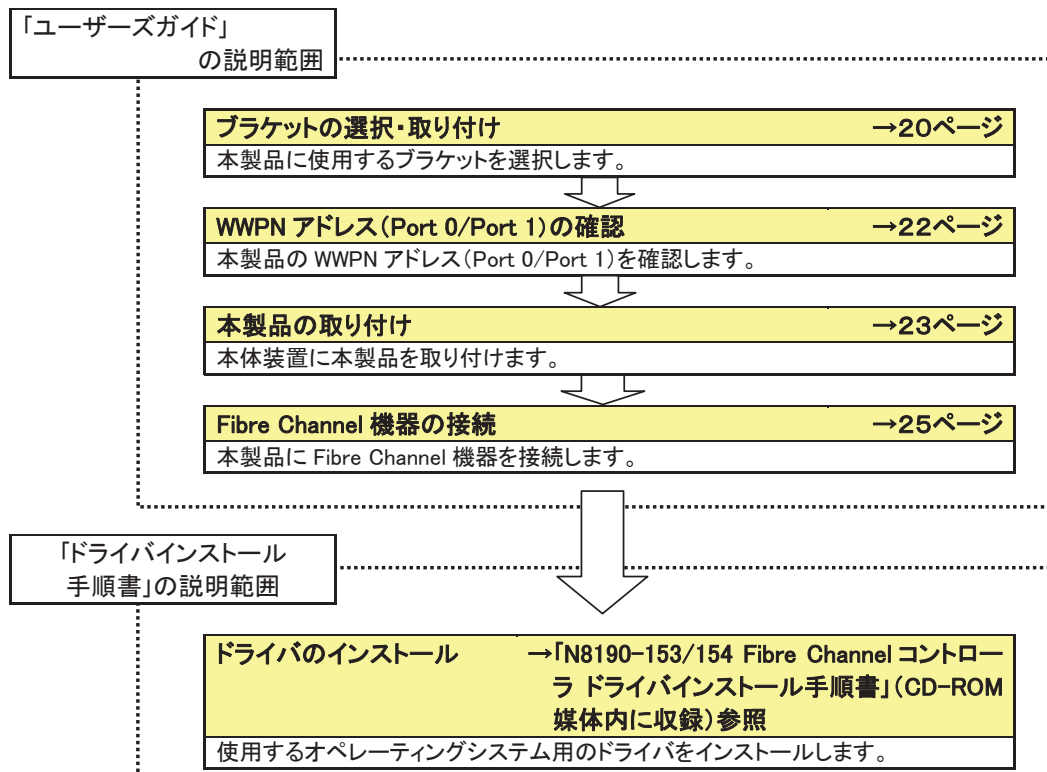 「ユーザーズガイド」
の説明範囲
ブラケットの選択・取り付け →20ページ
本製品に使用するブラケットを選択します。
WWPN アドレス(Port 0/Port 1)の確認 →22ページ
本製品の WWPN アドレス(Port 0/Port 1)を確認します。
本製品の取り付け →23ページ
本体装置に本製品を取り付けます。
Fibre Channel 機器の接続 →25ページ
本製品に Fibre Channel 機器を接続します。
「ドライバインストール
手順書」の説明範囲
ドライバのインストール →「N8190-153/154 Fibre Channel コントロー
ラ ドライバインストール手順書」(CD-ROM
媒体内に収録)参照
使用するオペレーティングシステム用のドライバをインストールします。